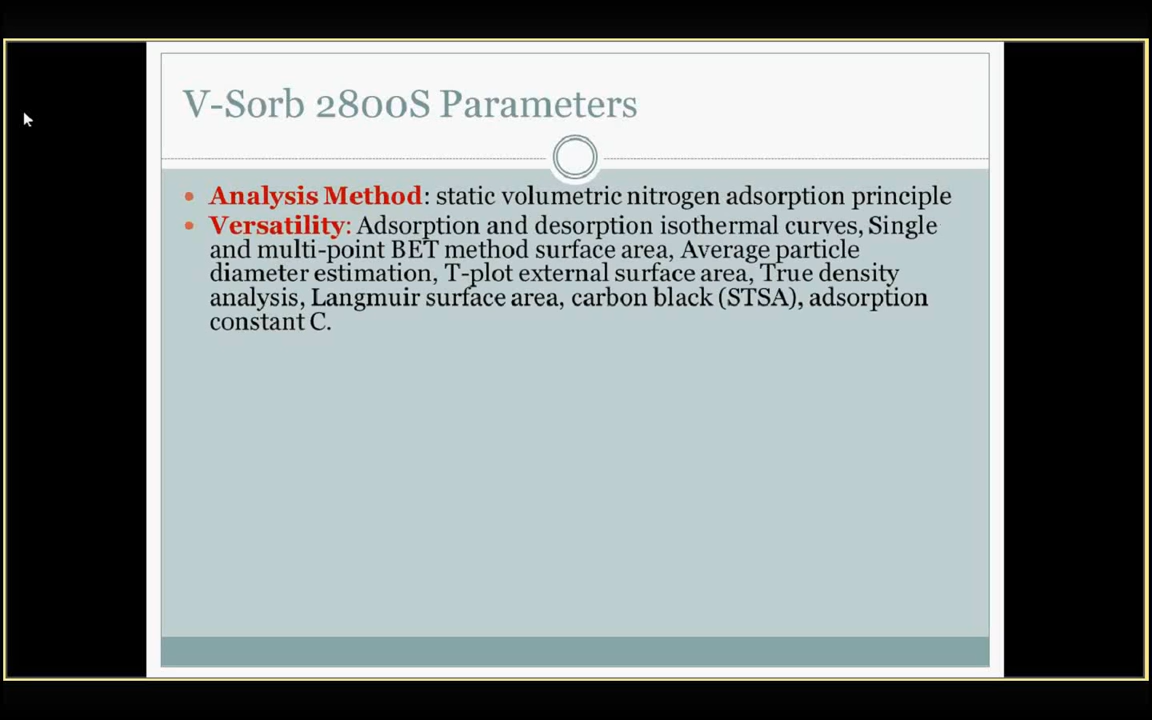 V-Sorb 2800S Parameters
Analysis Method: static volumetric nitrogen adsorption principle
Versatility: Adsorption and desorption isothermal curves, Single
and multi-point BET method surface area, Average particle
diameter estimation, T-plot external surface area, True density
analysis, Langmuir surface area, carbon black (STSA), adsorption
constant C.